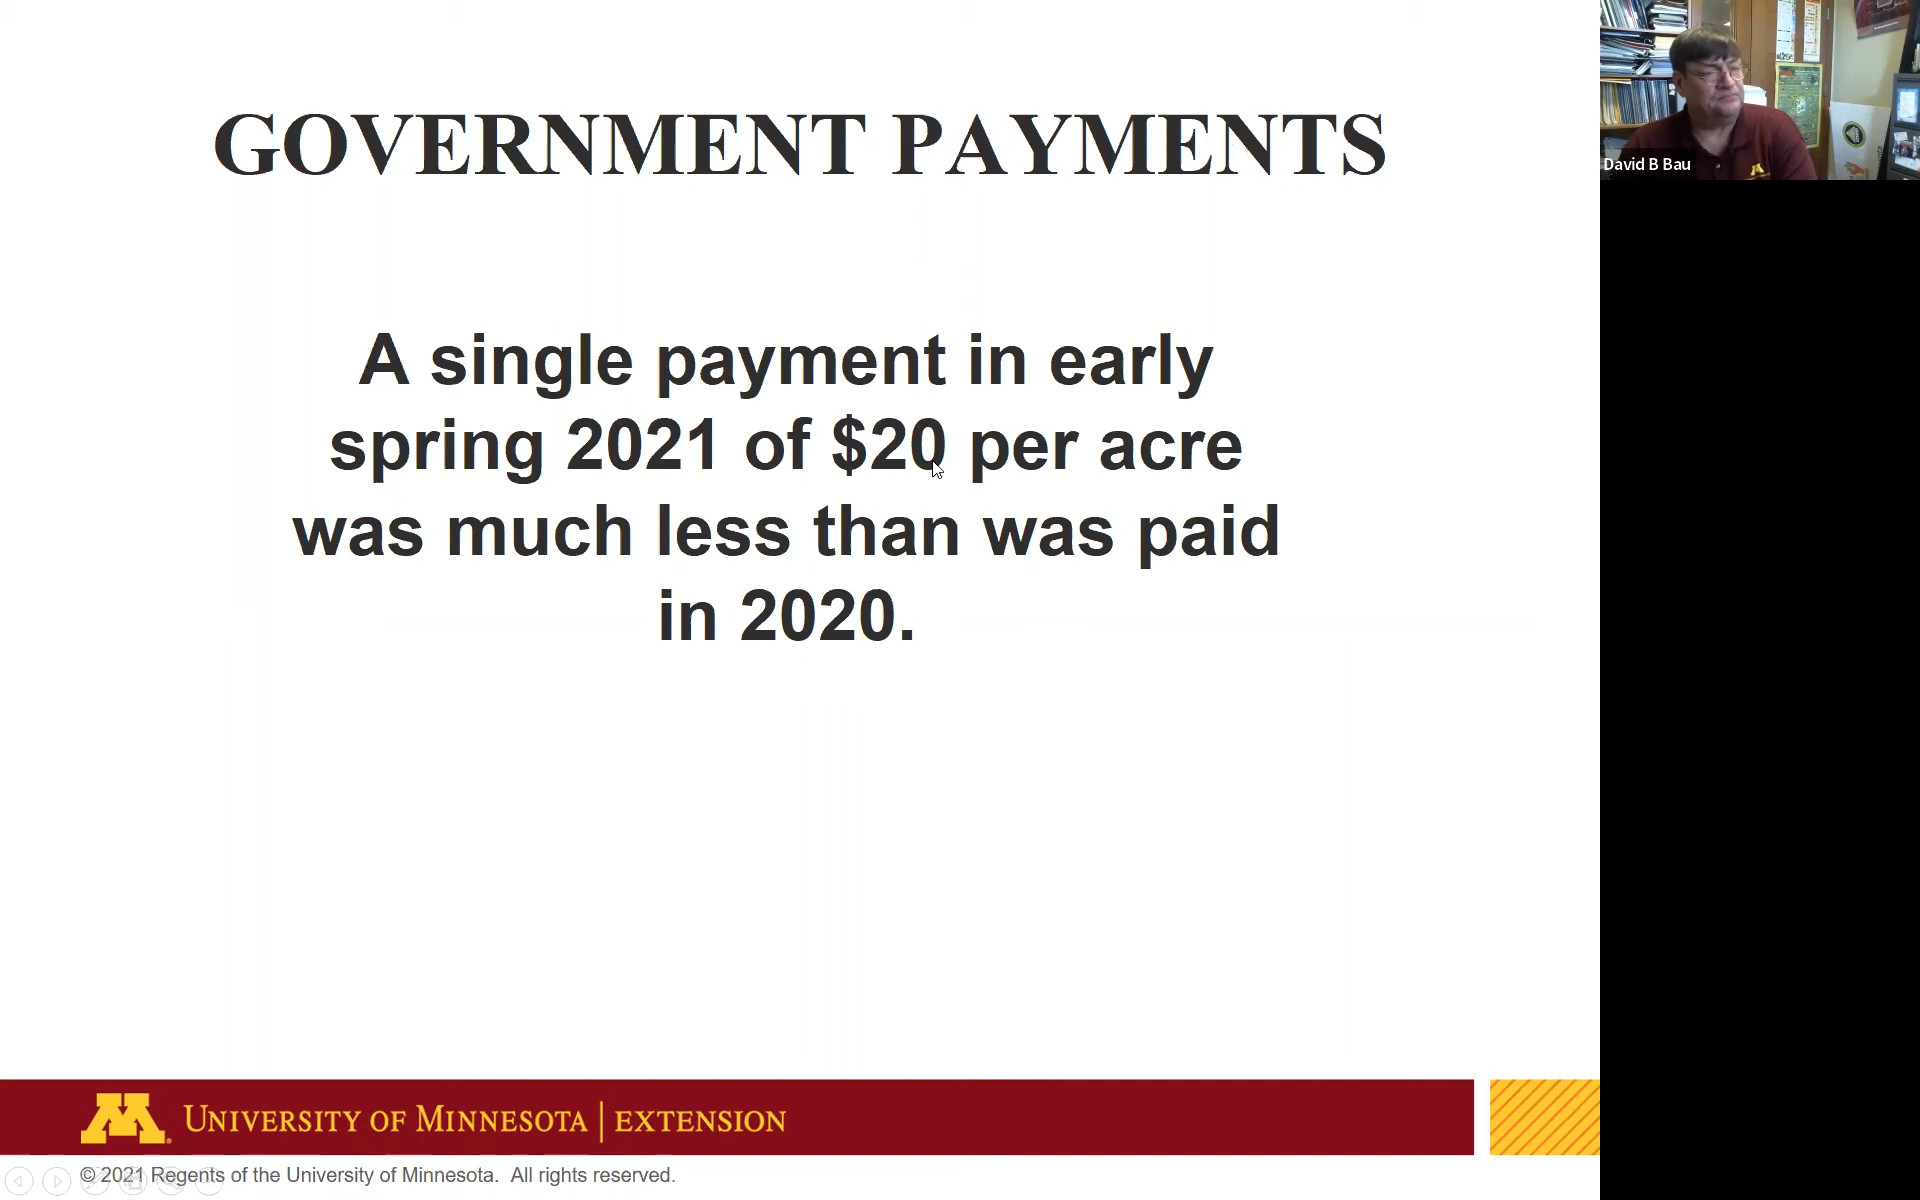 GOVERNMENT PAYMENTS
A single payment in early
spring 2021 of $20 per acre
was much less than was paid
in 2020.
David B Bau
UNIVERSITY OF MINNESOTA | EXTENSION
© 2021 Regents of the University of Minnesota. All rights reserved.